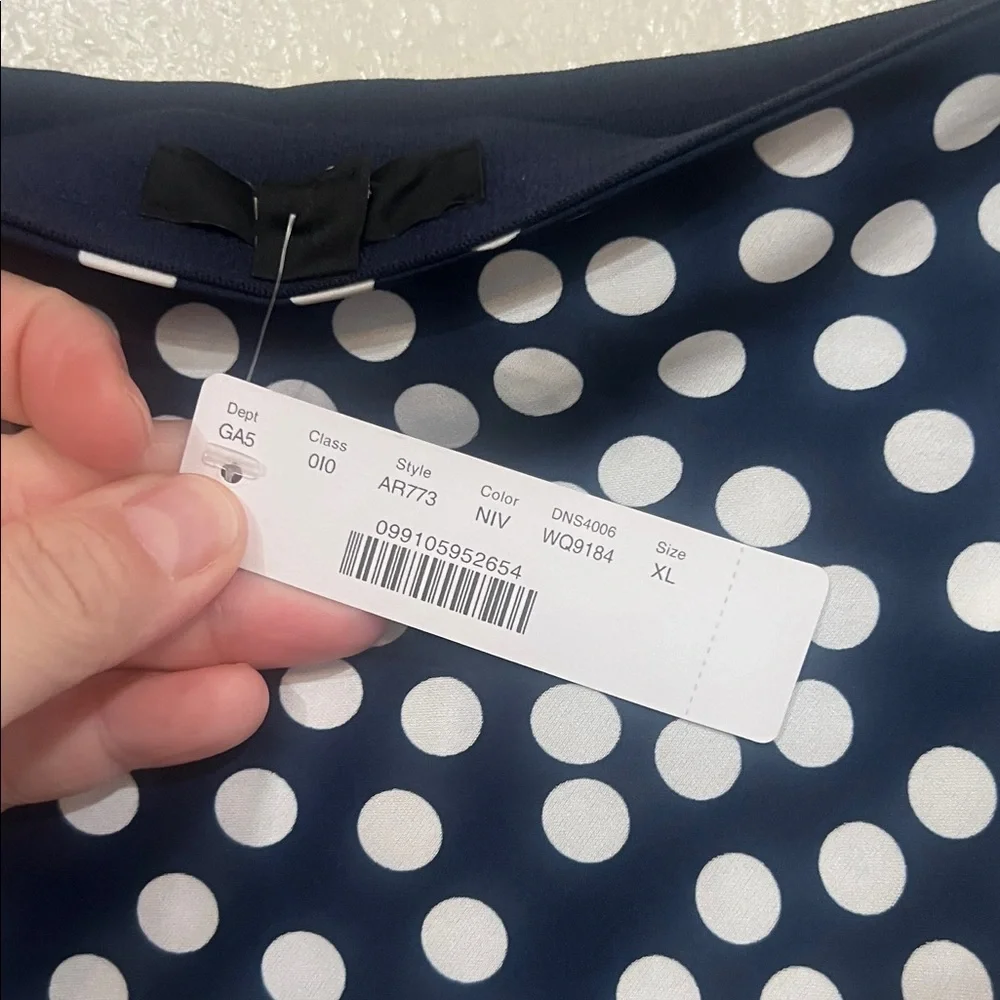 Dept Class Style Color DNS4006 Size
GA5 0I0 AR773 NIV WQ9184 XL
099105952654